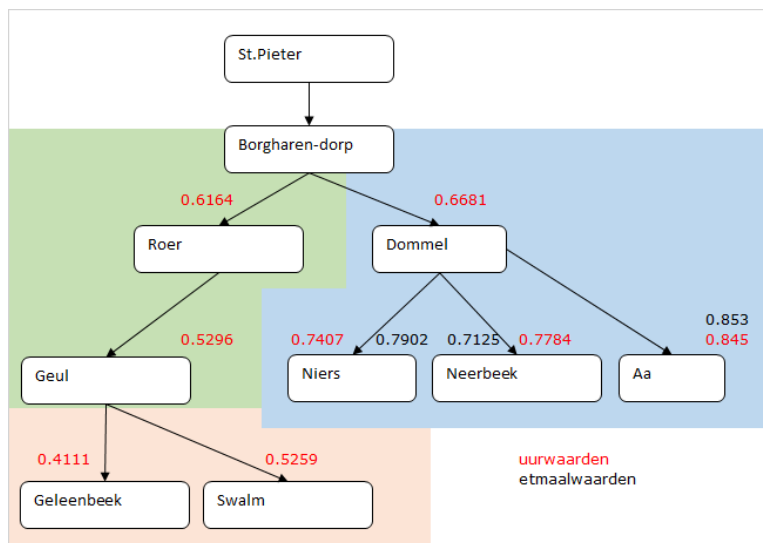 St.Pieter
Borgharen-dorp
0.6164
0.6681
Roer
Dommel
0.853
0.5296
0.7407
0.7902
0.7125
0.7784
0.845
Geul
Niers
Neerbeek
Aa
0.4111
0.5259
uurwaarden
etmaalwaarden
Geleenbeek
Swalm